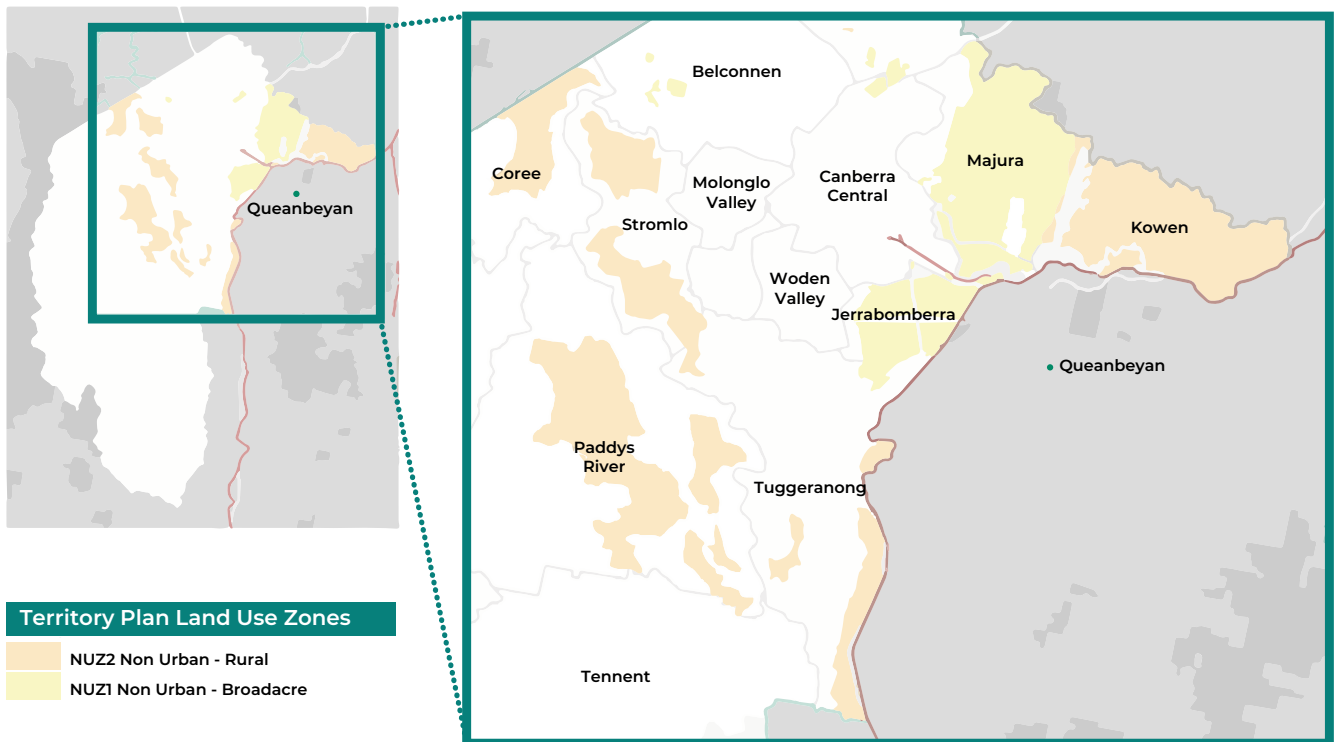 Queanbeyan
Territory Plan Land Use Zones
NUZ2 Non Urban - Rural
NUZ1 Non Urban - Broadacre
Belconnen
Majura
Coree
Molonglo
Valley
Canberra
Central
Stromlo
Kowen
Woden
Valley
Jerrabomberra
Queanbeyan
Paddys
River
Tuggeranong
Tennent